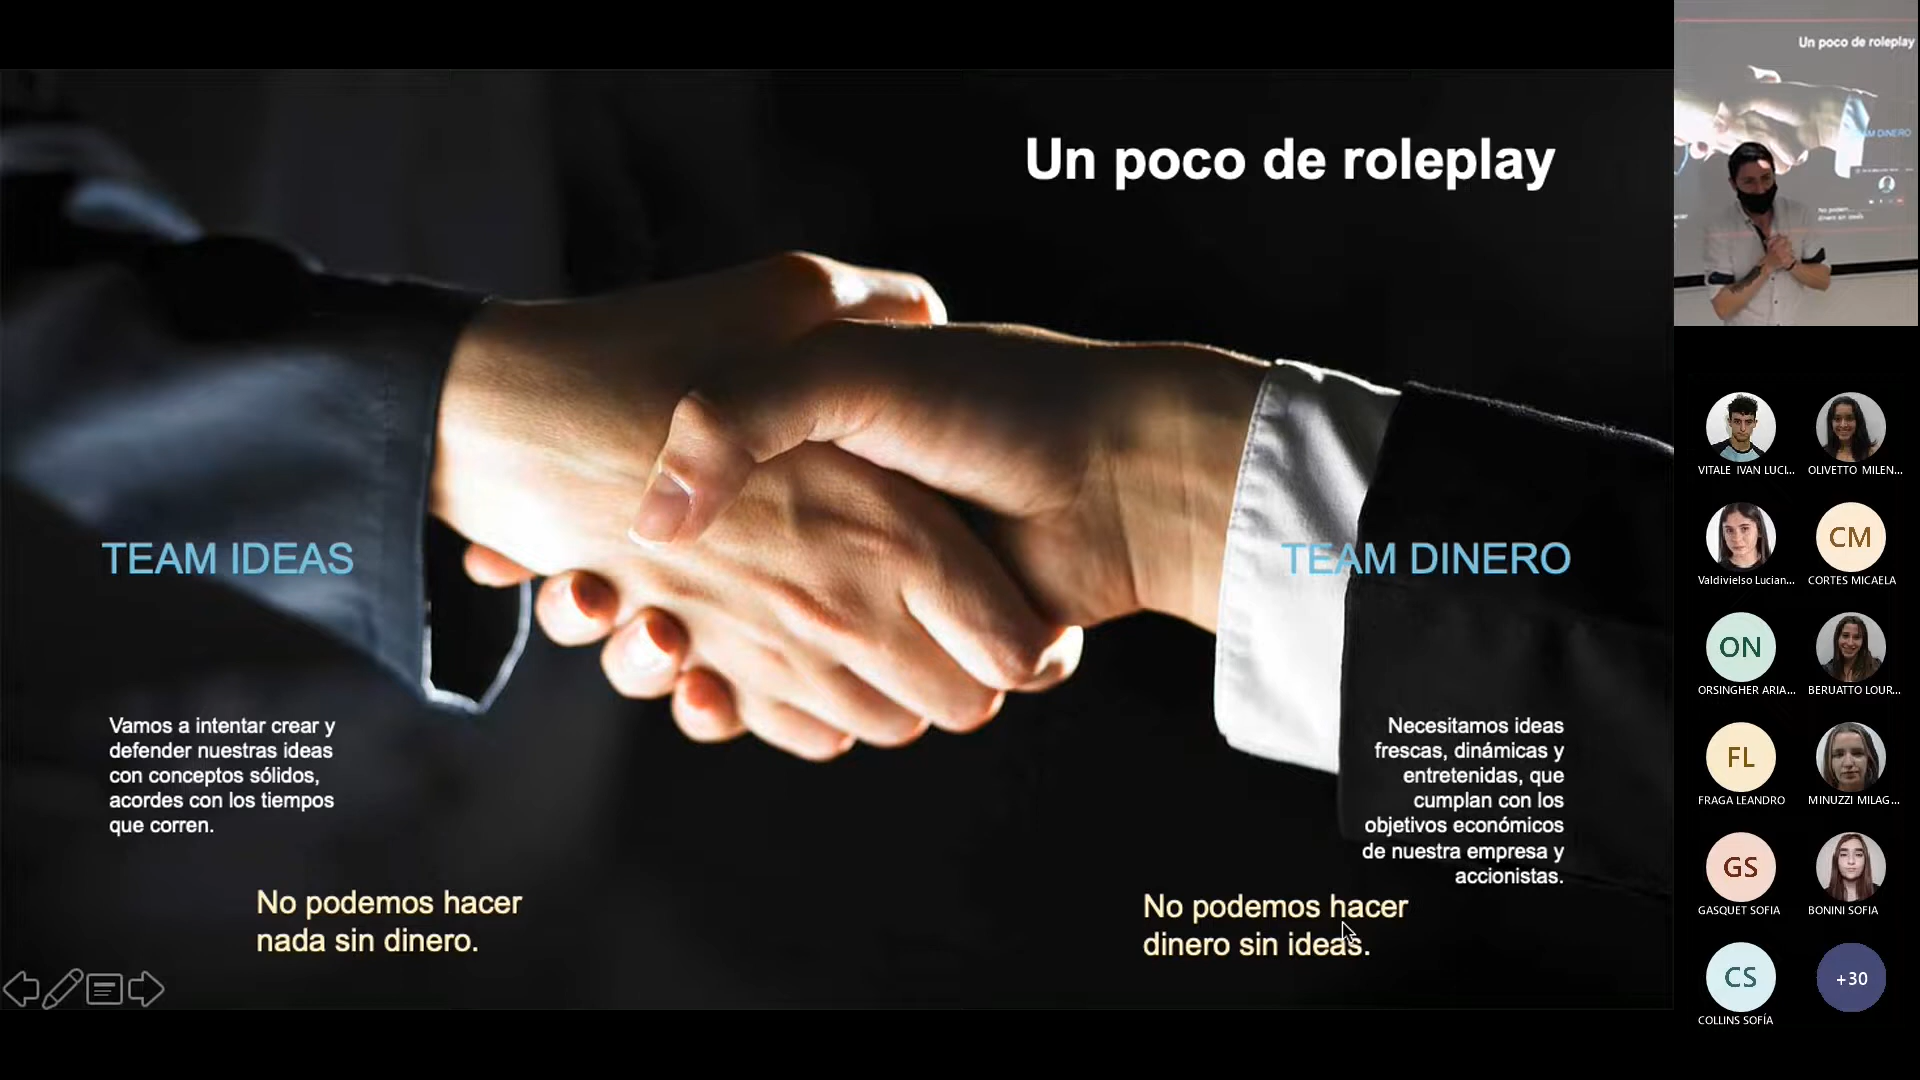 Un poco de roleplay
TEAM IDEAS
Vamos a intentar crear y
defender nuestras ideas
con conceptos sólidos,
acordes con los tiempos
que corren.
No podemos hacer
nada sin dinero.
TEAM DINERO
Necesitamos ideas
frescas, dinámicas y
entretenidas, que
cumplan con los
objetivos económicos
de nuestra empresa y
accionistas.
No podemos hacer
dinero sin ideas.
Un poco de roleplay
DINERO
dinero sin ideas
VITALE IVAN LUCI...
OLIVETTO MILEN...
Valdivielso Lucian...
CM
CORTES MICAELA
ON
ORSINGHER ARIA...
BERUATTO LOUR...
FL
FRAGA LEANDRO
MINUZZI MILAG...
GS
GASQUET SOFIA
BONINI SOFIA
CS
COLLINS SOFÍA
+30